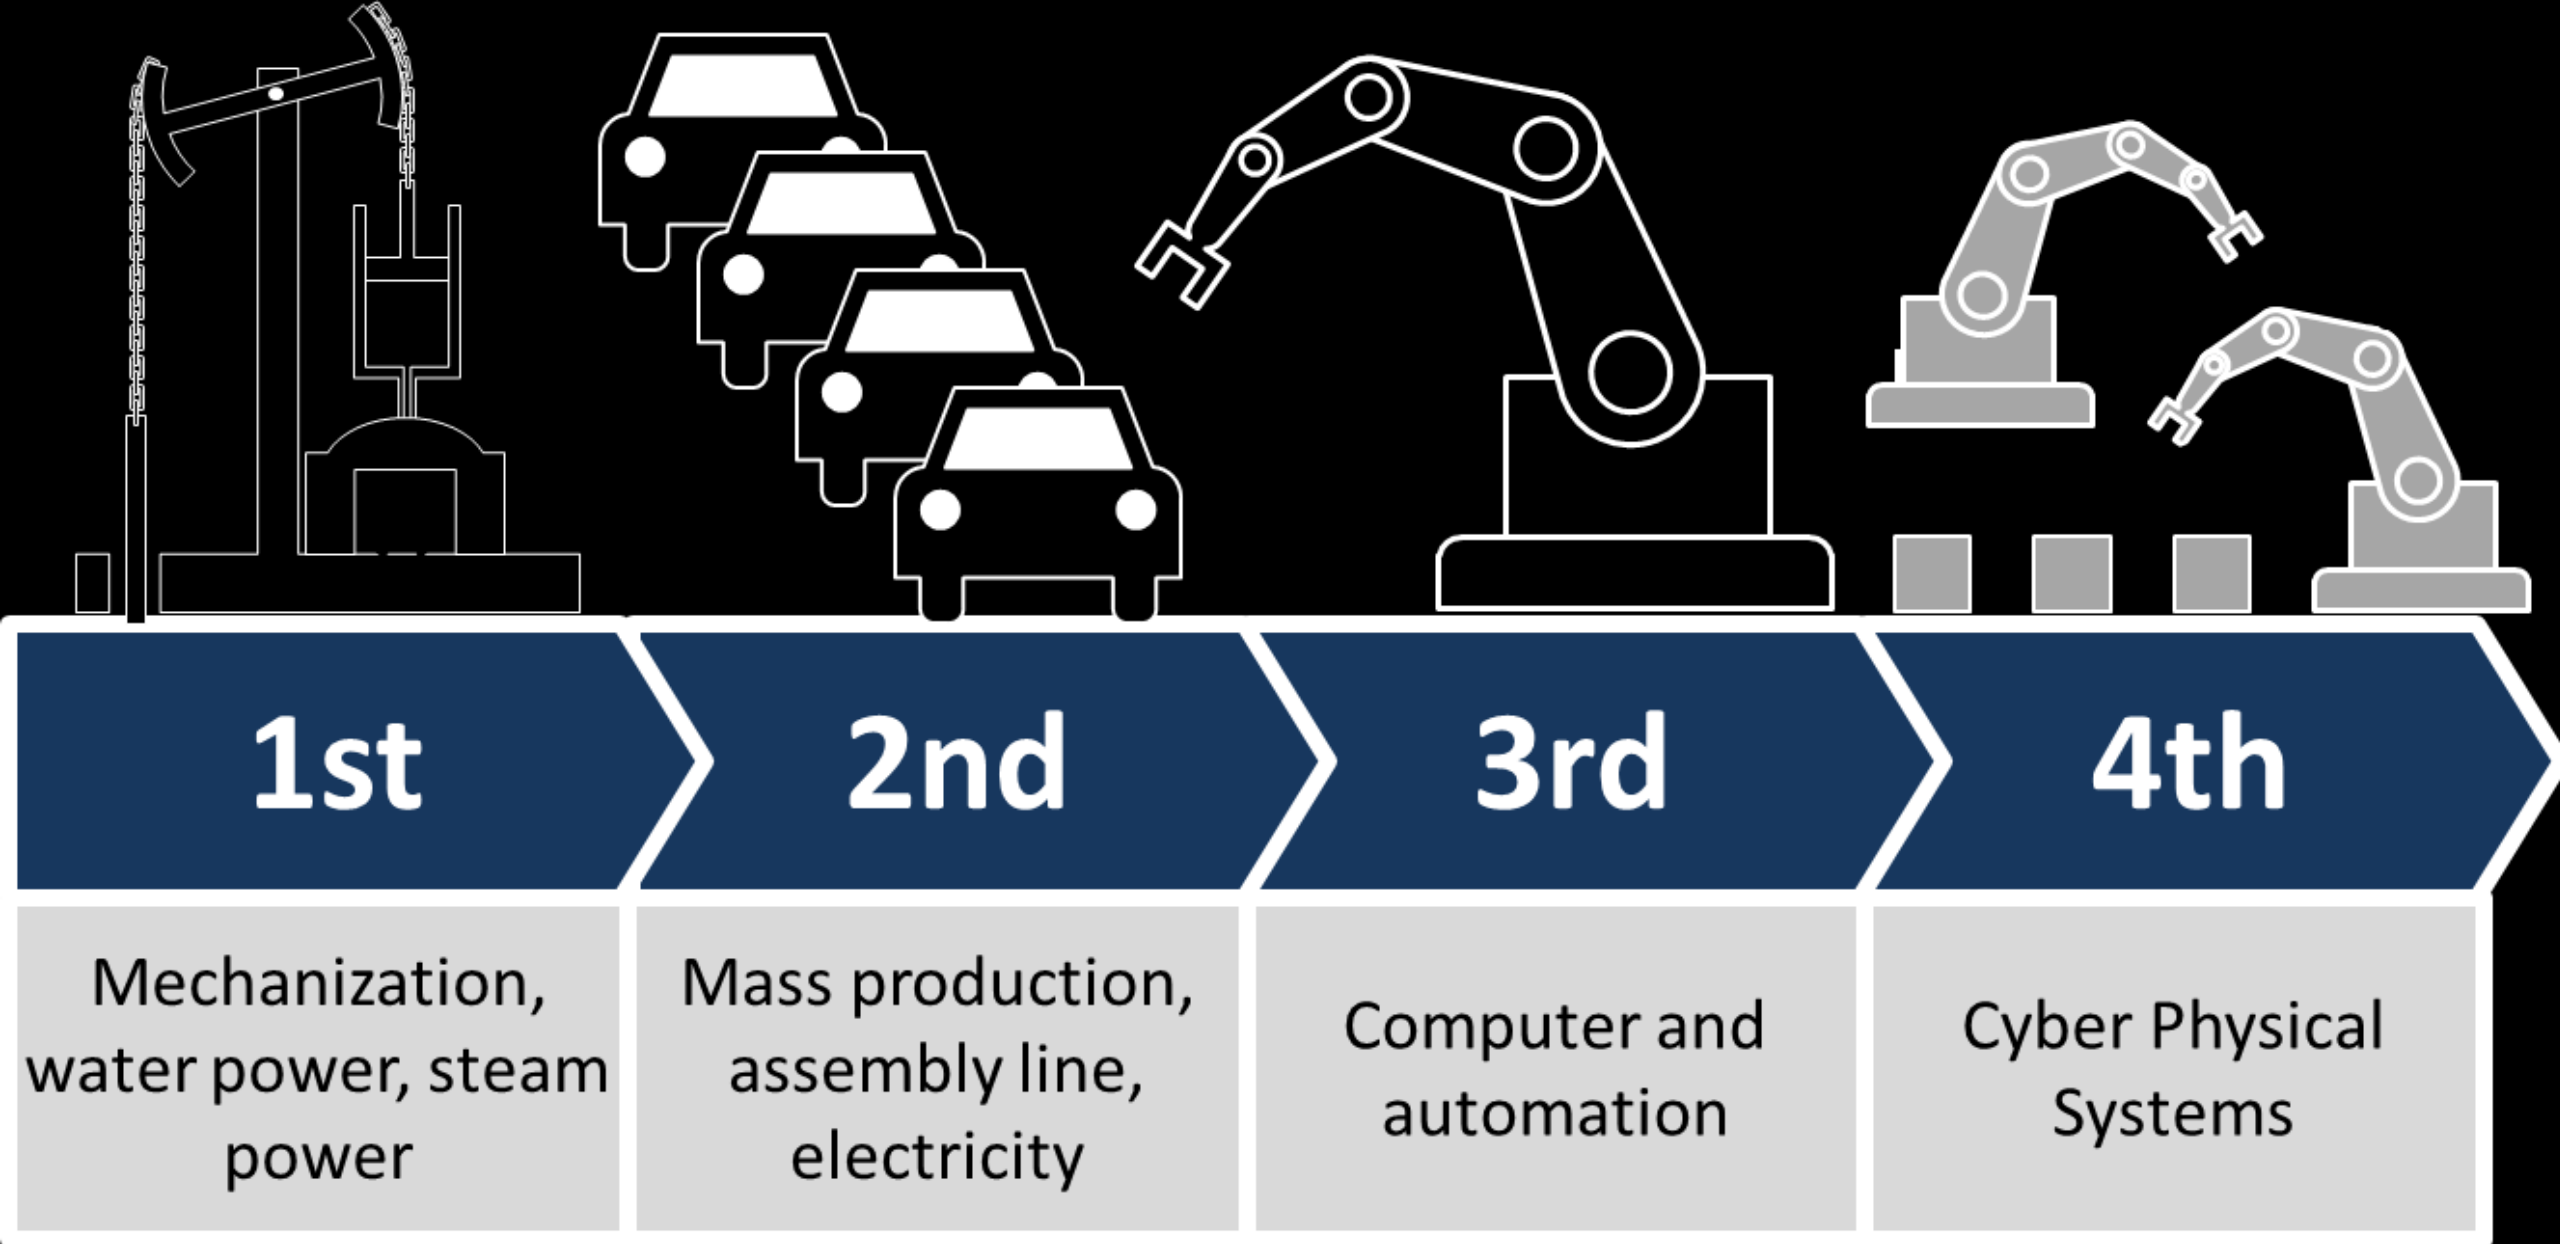 1st
2nd
3rd
4th
Mechanization,
water power, steam
power
Mass production,
assembly line,
electricity
Computer and
automation
Cyber Physical
Systems